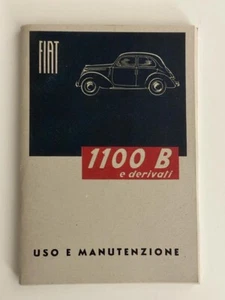 FIAT
1100 B
e derivati
USO E MANUTENZIONE